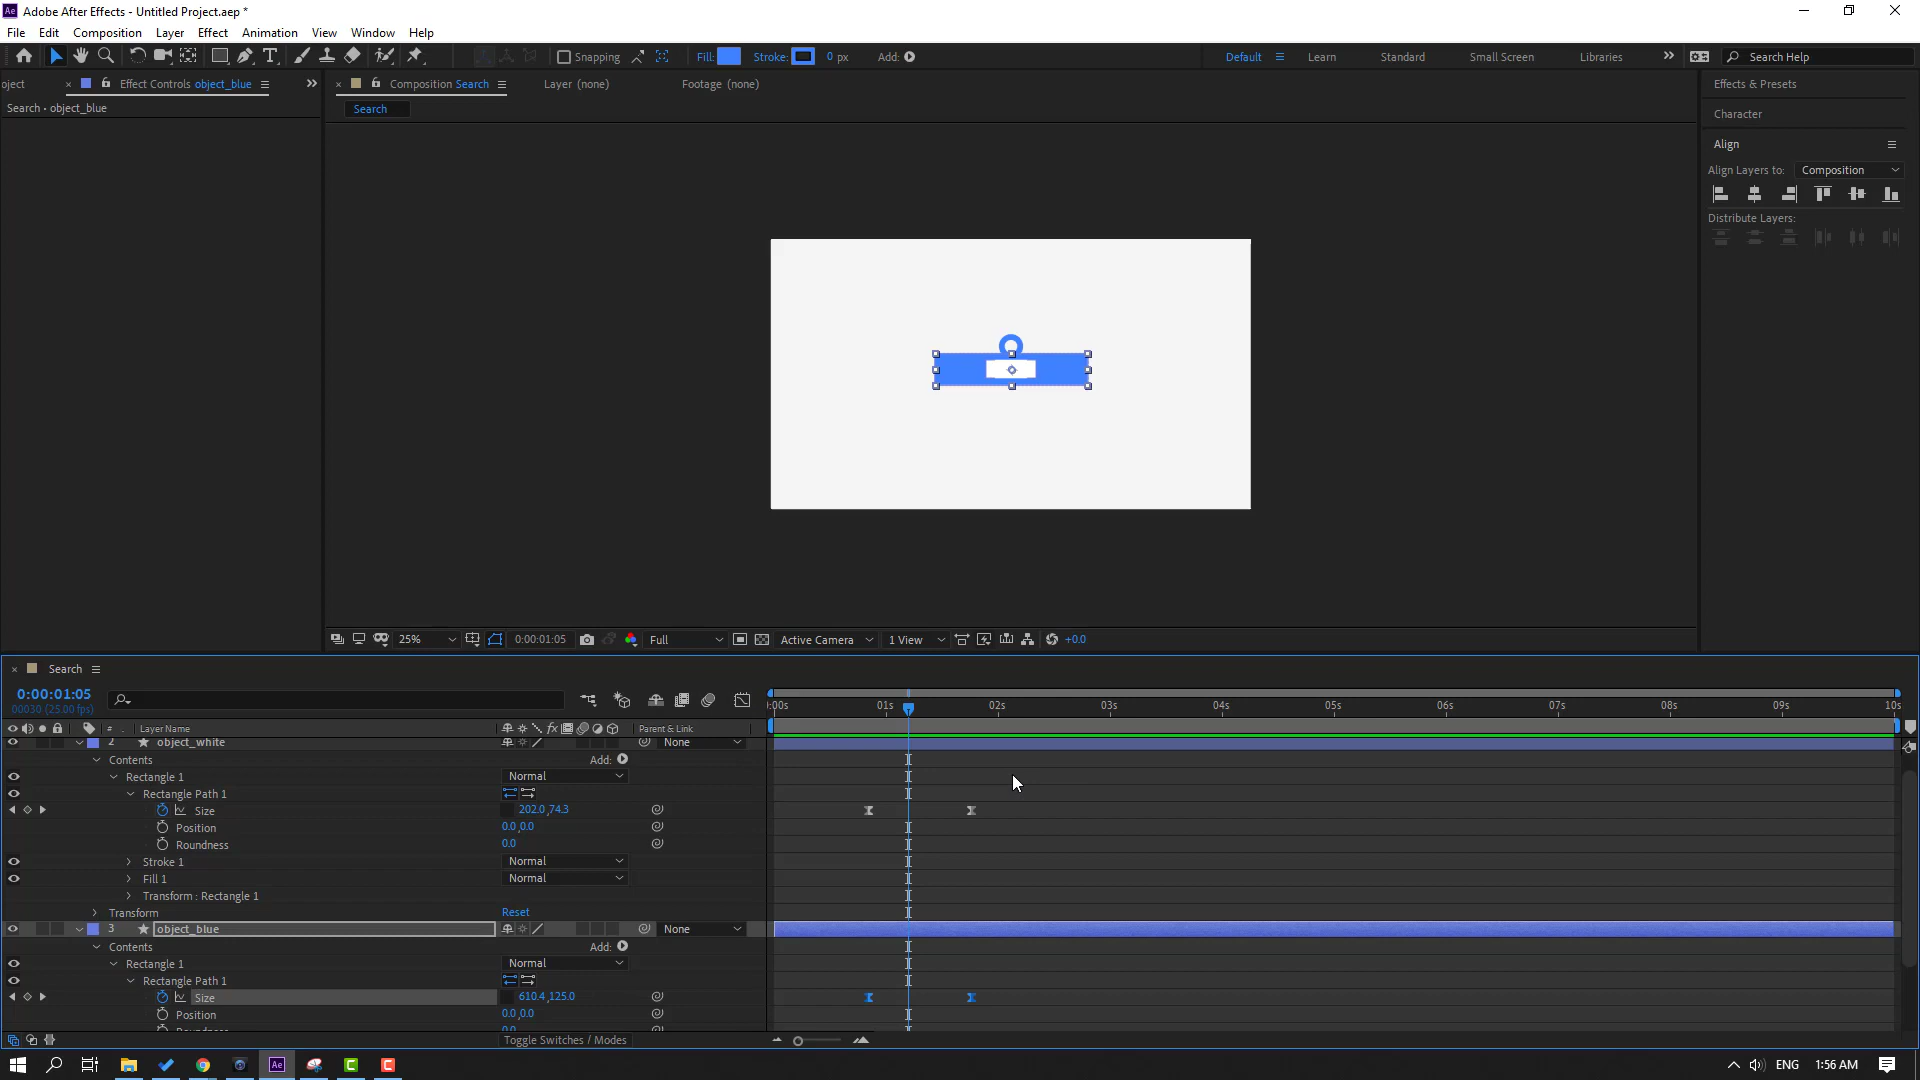 Ae Adobe After Effects - Untitled Project.aep *
File Edit Composition Layer Effect Animation View Window Help
Snapping Fill: Stroke: 0 px Add: Default Learn Standard Small Screen Libraries Search Help
oject Effect Controls object_blue Composition Search Layer (none) Footage (none) Effects & Presets
Search • object_blue Search
Character
Align
Align Layers to: Composition
Distribute Layers:
25% 0:00:01:05 Full Active Camera 1 View +0.0
Search
0:00:01:05
00030 (25.00 fps)
:00s 01s 02s 03s 04s 05s 06s 07s 08s 09s 10s
# Layer Name fx Parent & Link
2 object_white None
Contents Add:
Rectangle 1 Normal
Rectangle Path 1
Size 202.0,74.3
Position 0.0,0.0
Roundness 0.0
Stroke 1 Normal
Fill 1 Normal
Transform : Rectangle 1
Transform Reset
3 object_blue None
Contents Add:
Rectangle 1 Normal
Rectangle Path 1
Size 610.4,125.0
Position 0.0,0.0
Toggle Switches / Modes
Ae ENG 1:56 AM